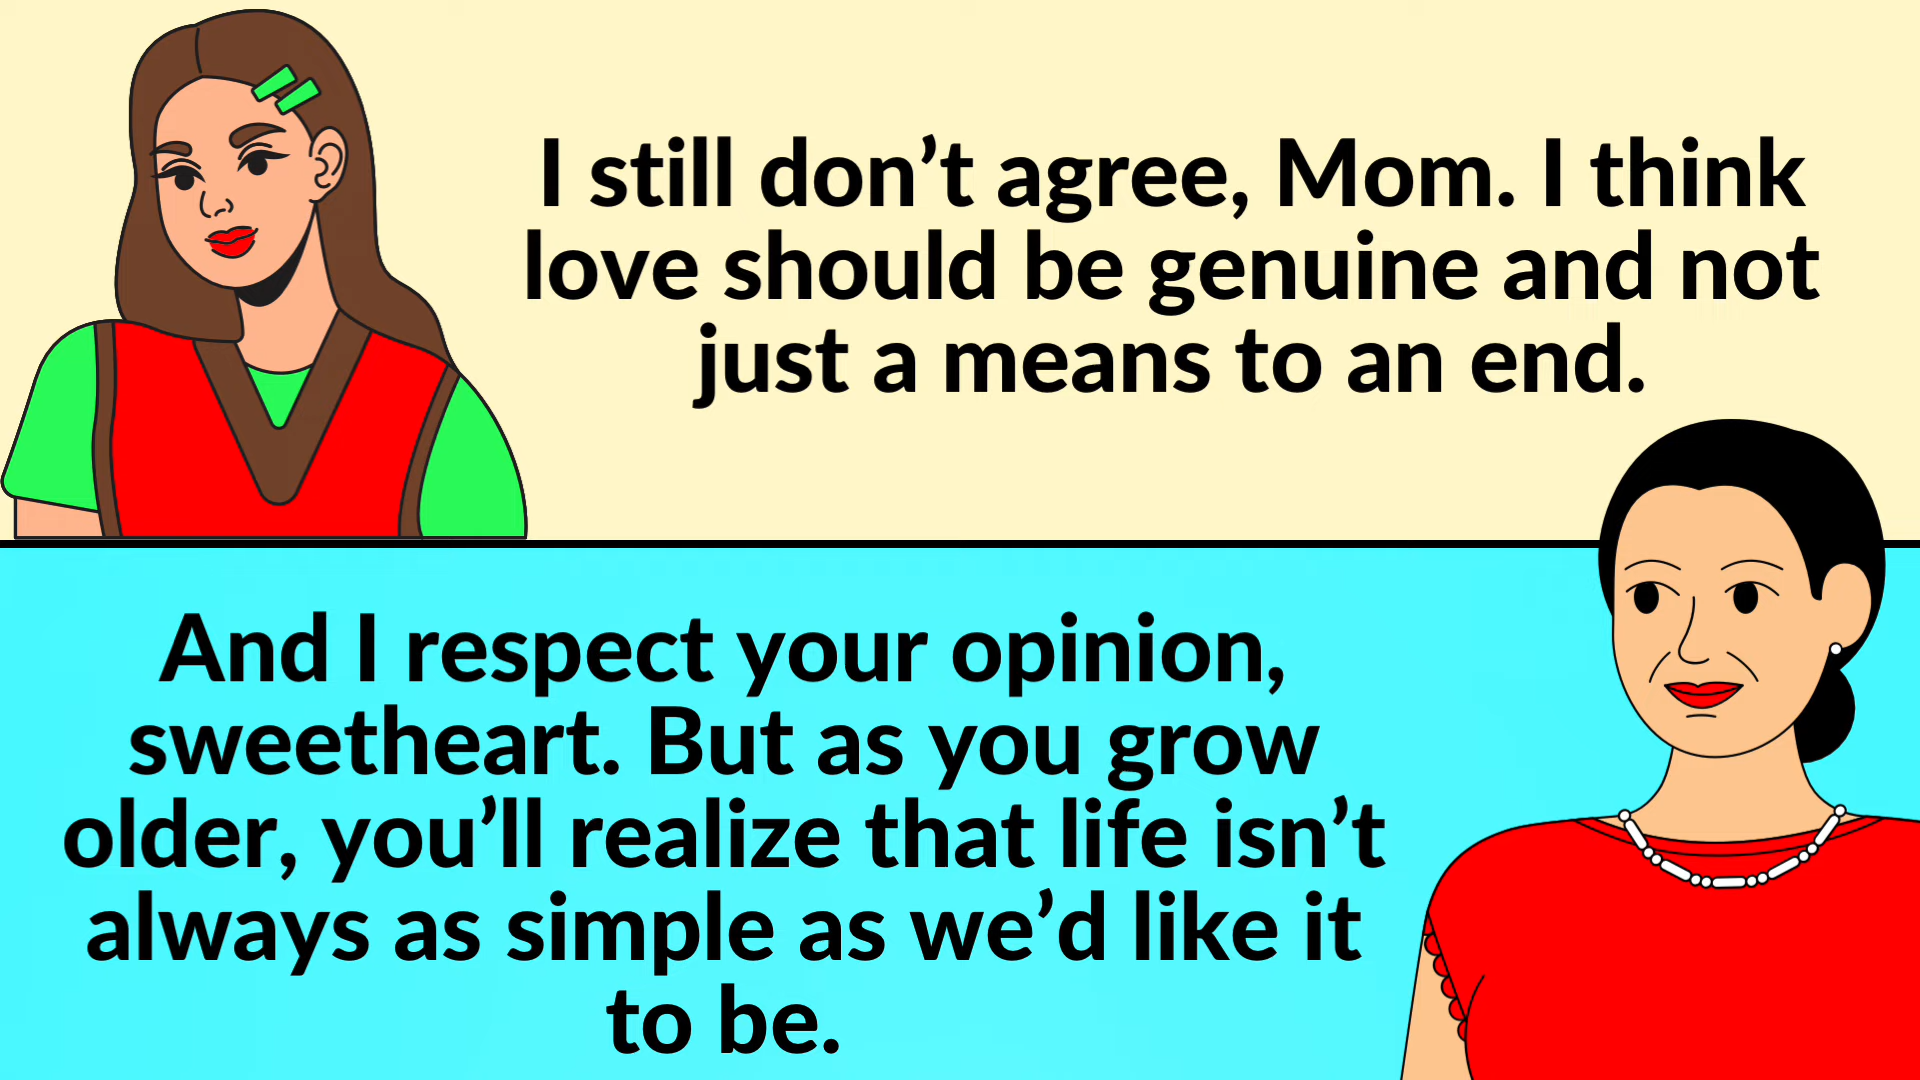 I still don’t agree, Mom. I think
love should be genuine and not
just a means to an end.
And I respect your opinion,
sweetheart. But as you grow
older, you’ll realize that life isn’t
always as simple as we’d like it
to be.